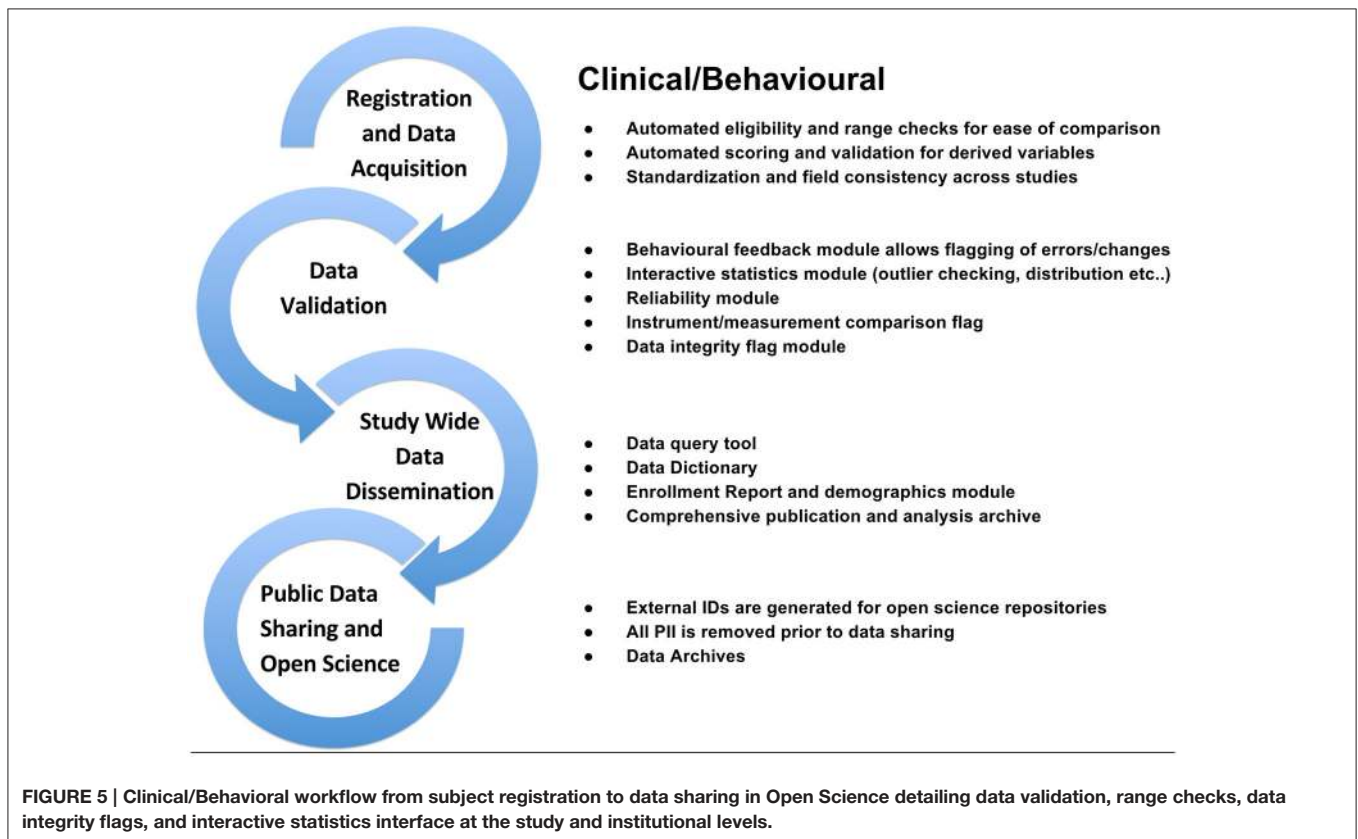 Registration
and Data
Acquisition
Clinical/Behavioural
● Automated eligibility and range checks for ease of comparison
● Automated scoring and validation for derived variables
● Standardization and field consistency across studies
Data
Validation
● Behavioural feedback module allows flagging of errors/changes
● Interactive statistics module (outlier checking, distribution etc..)
● Reliability module
● Instrument/measurement comparison flag
● Data integrity flag module
Study Wide
Data
Dissemination
● Data query tool
● Data Dictionary
● Enrollment Report and demographics module
● Comprehensive publication and analysis archive
Public Data
Sharing and
Open Science
● External IDs are generated for open science repositories
● All PII is removed prior to data sharing
● Data Archives
FIGURE 5 | Clinical/Behavioral workflow from subject registration to data sharing in Open Science detailing data validation, range checks, data
integrity flags, and interactive statistics interface at the study and institutional levels.